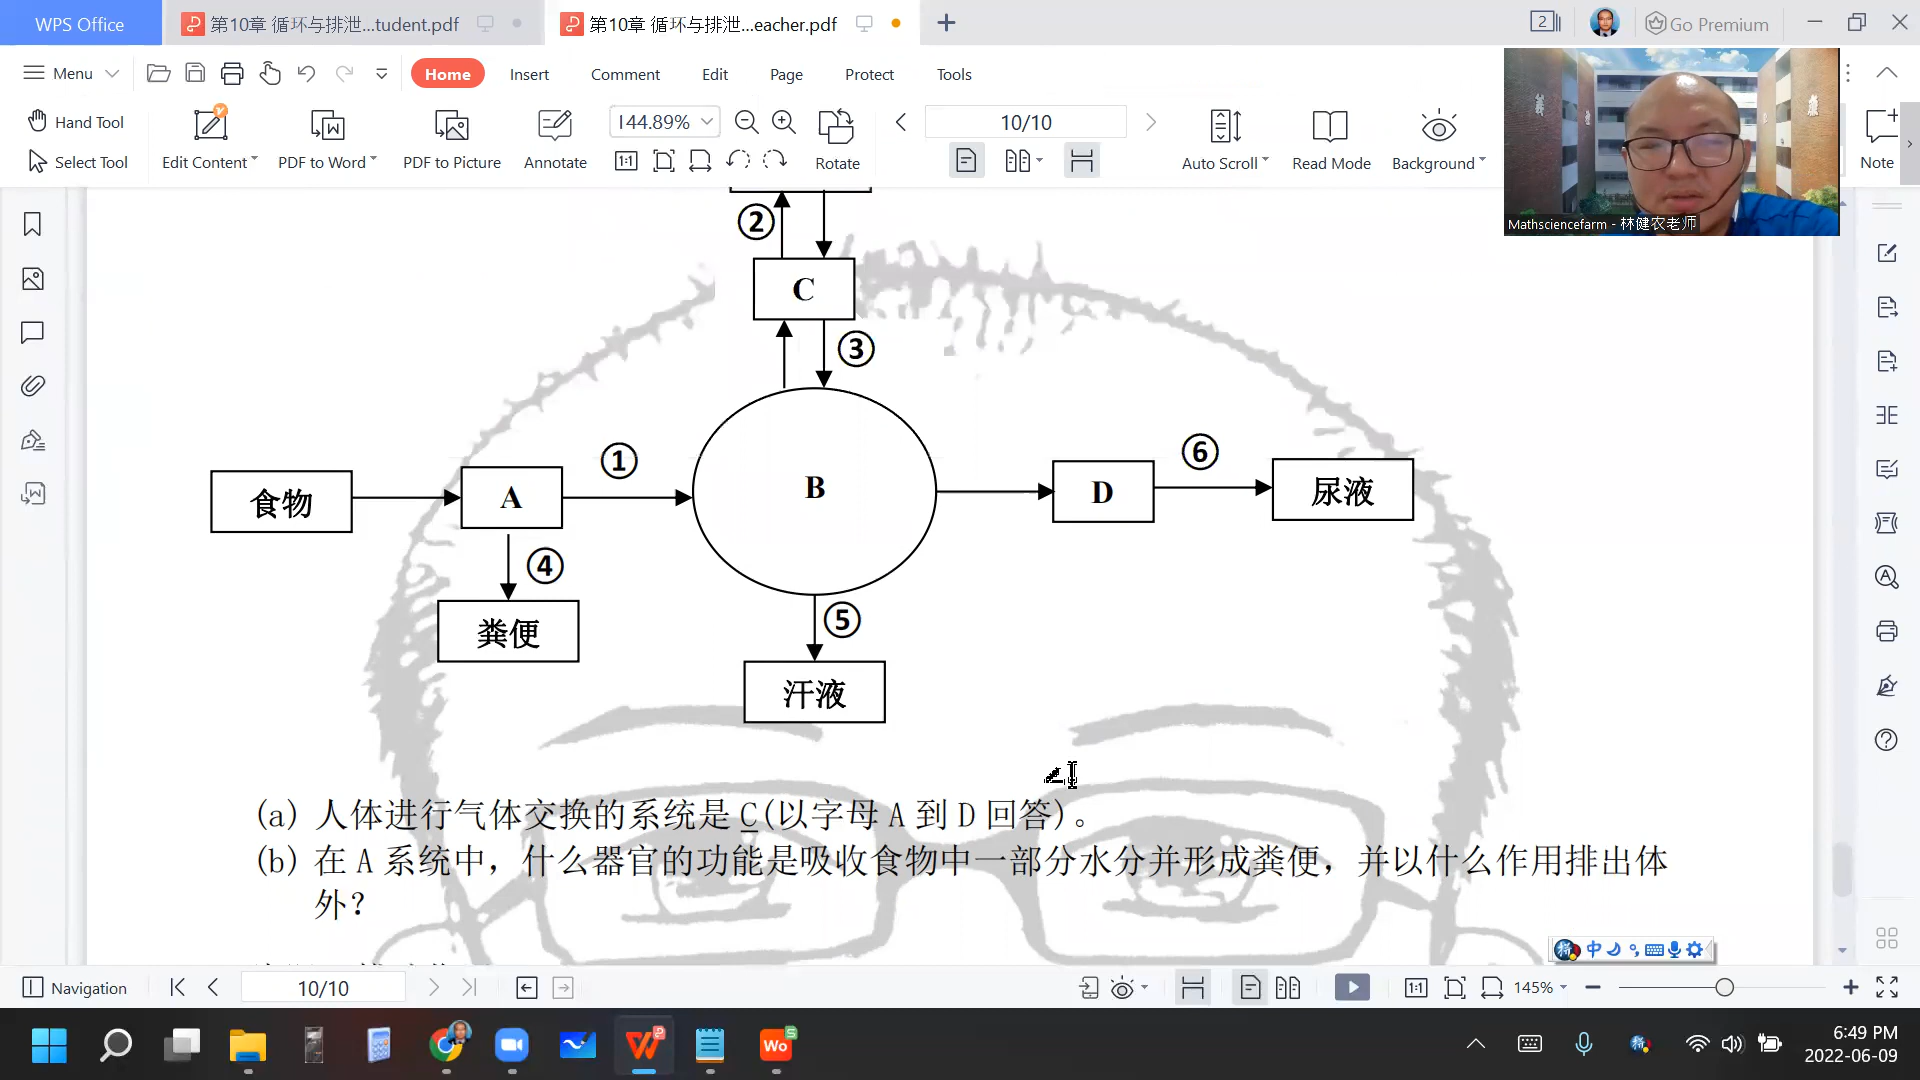 WPS Office
第10章 循环与排泄...tudent.pdf
第10章 循环与排泄...eacher.pdf
2
Go Premium
Menu
Home
Insert
Comment
Edit
Page
Protect
Tools
Hand Tool
Select Tool
Edit Content
PDF to Word
PDF to Picture
Annotate
144.89%
1:1
Rotate
10/10
Auto Scroll
Read Mode
Background
Note
Mathsciencefarm - 林健农老师
②
C
③
食物
A
①
B
D
⑥
尿液
④
粪便
⑤
汗液
(a) 人体进行气体交换的系统是 C(以字母 A 到 D 回答)。
(b) 在 A 系统中，什么器官的功能是吸收食物中一部分水分并形成粪便，并以什么作用排出体
外？
中
Navigation
10/10
1:1
145%
Wo
6:49 PM
2022-06-09